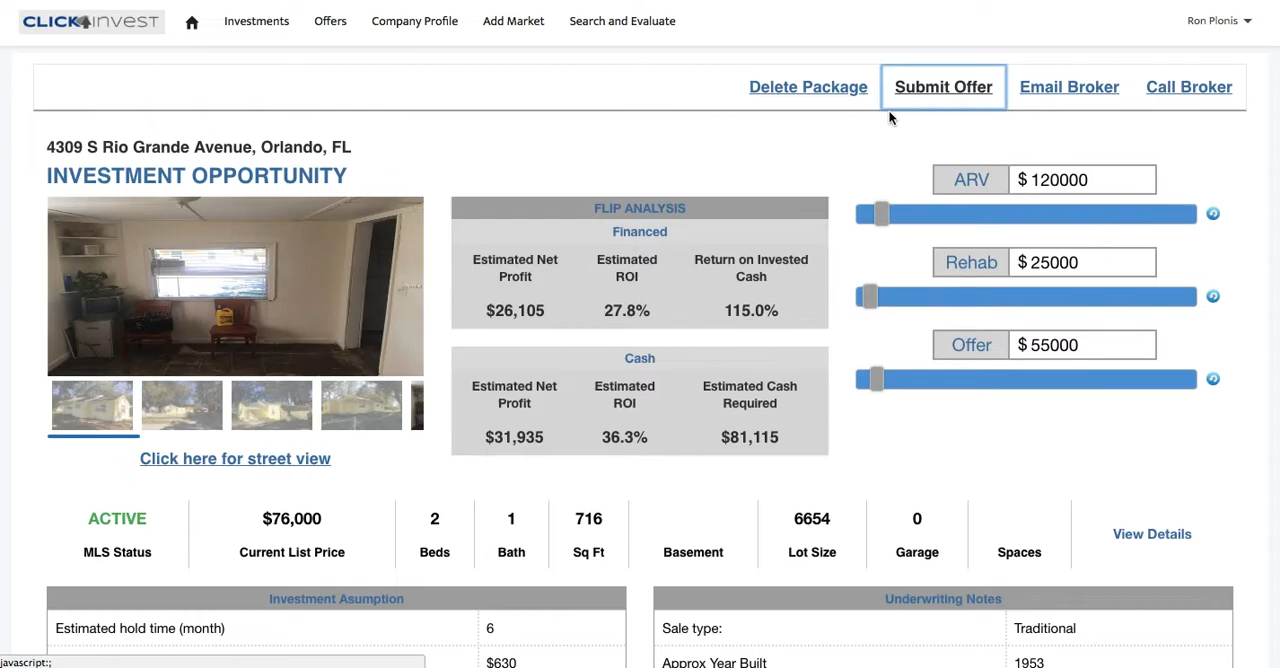 CLICK4INVEST
Investments
Offers
Company Profile
Add Market
Search and Evaluate
Ron Plonis
Delete Package
Submit Offer
Email Broker
Call Broker
4309 S Rio Grande Avenue, Orlando, FL
INVESTMENT OPPORTUNITY
Click here for street view
FLIP ANALYSIS
Financed
Estimated Net
Profit
Estimated
ROI
Return on Invested
Cash
$26,105
27.8%
115.0%
Cash
Estimated Net
Profit
Estimated
ROI
Estimated Cash
Required
$31,935
36.3%
$81,115
ARV
$ 120000
Rehab
$ 25000
Offer
$ 55000
ACTIVE
MLS Status
$76,000
Current List Price
2
Beds
1
Bath
716
Sq Ft
Basement
6654
Lot Size
0
Garage
Spaces
View Details
Investment Asumption
Estimated hold time (month)
6
$630
Underwriting Notes
Sale type:
Traditional
Approx Year Built
1953
javascript:;